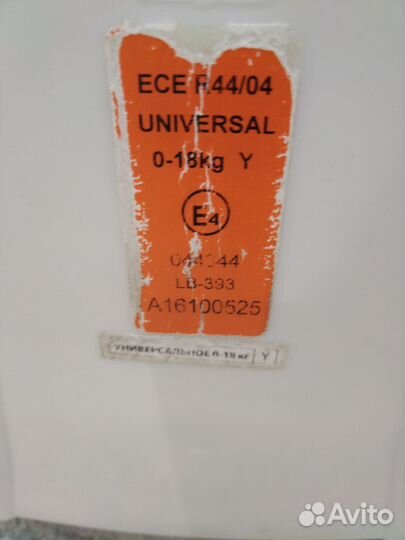 ECE R44/04
UNIVERSAL
0-18kg Y
E4
LB-393
A16100525
УНИВЕРСАЛЬНОЕ 0-18 кг Y
Avito